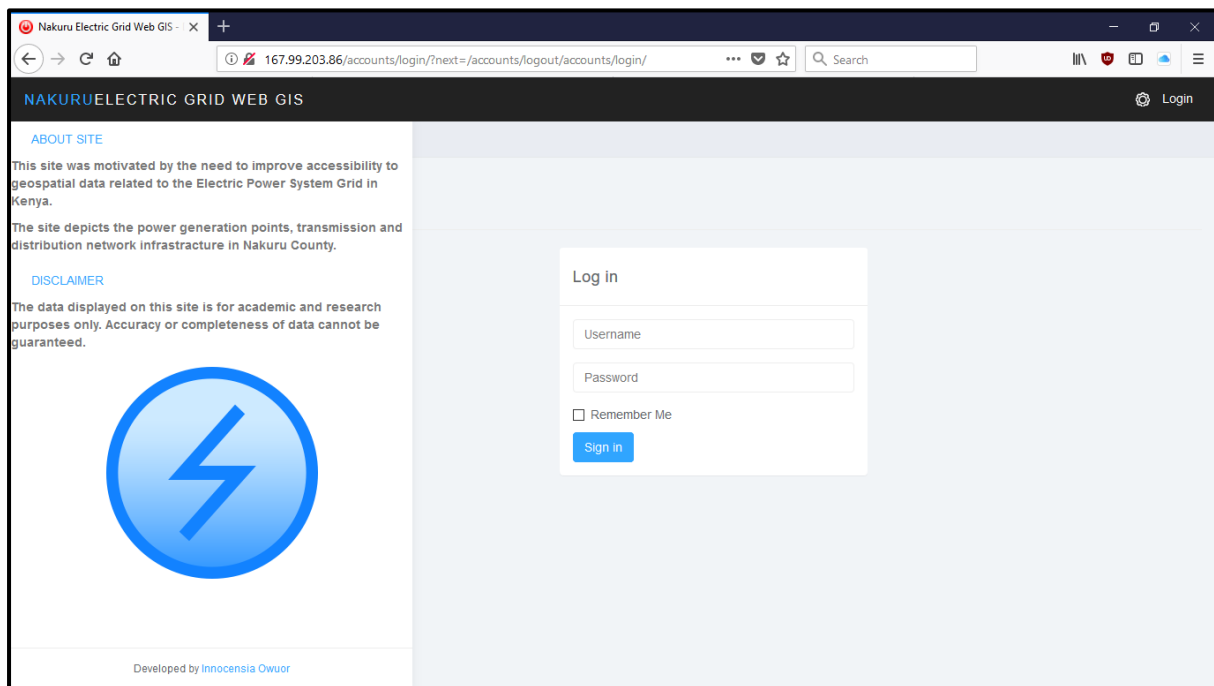 Nakuru Electric Grid Web GIS -
167.99.203.86/accounts/login/?next=/accounts/logout/accounts/login/
Search
NAKURUELECTRIC GRID WEB GIS
Login
ABOUT SITE
This site was motivated by the need to improve accessibility to
geospatial data related to the Electric Power System Grid in
Kenya.
The site depicts the power generation points, transmission and
distribution network infrastracture in Nakuru County.
DISCLAIMER
The data displayed on this site is for academic and research
purposes only. Accuracy or completeness of data cannot be
guaranteed.
Log in
Username
Password
Remember Me
Sign in
Developed by Innocensia Owuor